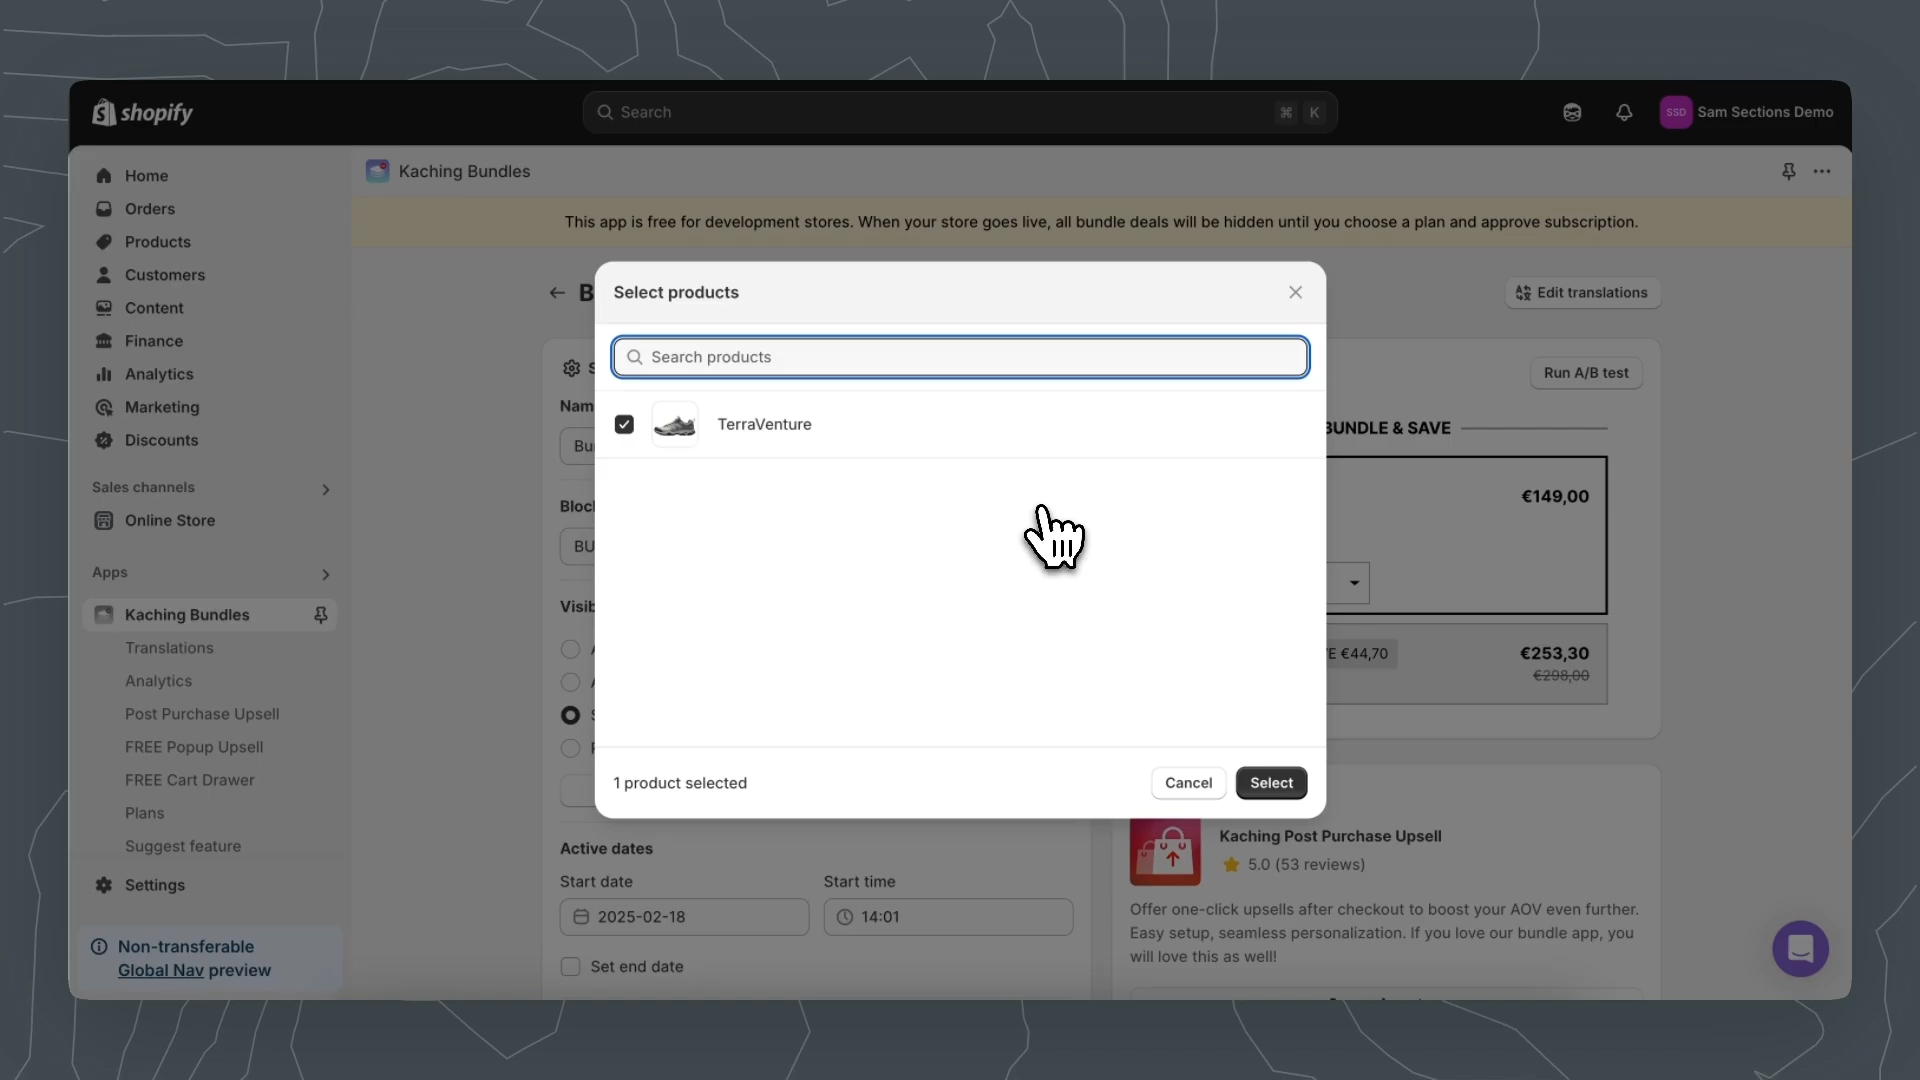 shopify
Search
⌘ K
SSD
Sam Sections Demo
Home
Orders
Products
Customers
Content
Finance
Analytics
Marketing
Discounts
Sales channels
Online Store
Apps
Kaching Bundles
Translations
Analytics
Post Purchase Upsell
FREE Popup Upsell
FREE Cart Drawer
Plans
Suggest feature
Settings
Non-transferable
Global Nav preview
Kaching Bundles
This app is free for development stores. When your store goes live, all bundle deals will be hidden until you choose a plan and approve subscription.
Edit translations
Select products
Search products
TerraVenture
1 product selected
Cancel
Select
Run A/B test
BUNDLE & SAVE
€149,00
€44,70
€253,30
€298,00
Active dates
Start date
Start time
2025-02-18
14:01
Set end date
Kaching Post Purchase Upsell
5.0 (53 reviews)
Offer one-click upsells after checkout to boost your AOV even further.
Easy setup, seamless personalization. If you love our bundle app, you
will love this as well!